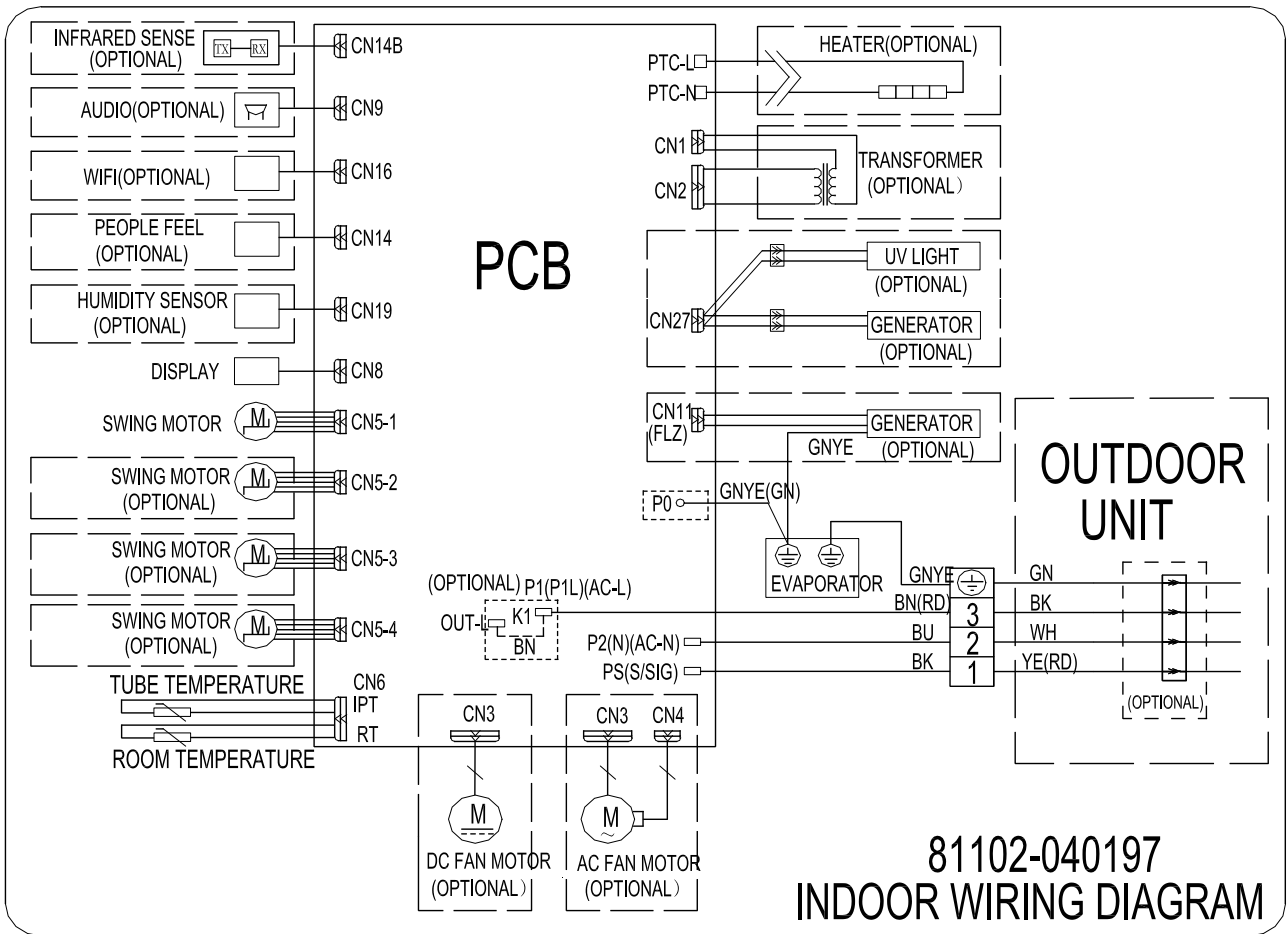 INFRARED SENSE
(OPTIONAL)
TX
RX
CN14B
AUDIO(OPTIONAL)
CN9
WIFI(OPTIONAL)
CN16
PEOPLE FEEL
(OPTIONAL)
CN14
HUMIDITY SENSOR
(OPTIONAL)
CN19
DISPLAY
CN8
SWING MOTOR
M
CN5-1
SWING MOTOR
(OPTIONAL)
M
CN5-2
SWING MOTOR
(OPTIONAL)
M
CN5-3
SWING MOTOR
(OPTIONAL)
M
CN5-4
TUBE TEMPERATURE
CN6
IPT
RT
ROOM TEMPERATURE
PCB
PTC-L
PTC-N
HEATER(OPTIONAL)
CN1
CN2
TRANSFORMER
(OPTIONAL)
CN27
UV LIGHT
(OPTIONAL)
GENERATOR
(OPTIONAL)
CN11
(FLZ)
GENERATOR
(OPTIONAL)
GNYE
P0
GNYE(GN)
EVAPORATOR
(OPTIONAL)
P1(P1L)(AC-L)
OUT-L
K1
BN
P2(N)(AC-N)
PS(S/SIG)
GNYE
BN(RD)
BU
BK
3
2
1
GN
BK
WH
YE(RD)
OUTDOOR
UNIT
(OPTIONAL)
CN3
M
DC FAN MOTOR
(OPTIONAL)
CN3
CN4
M
~
AC FAN MOTOR
(OPTIONAL)
81102-040197
INDOOR WIRING DIAGRAM